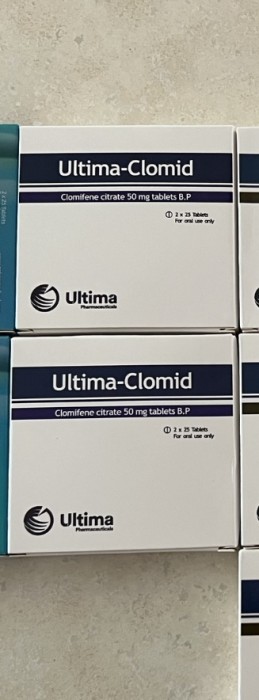 Ultima-Clomid
Clomifene citrate 50 mg tablets B.P
2 x 25 Tablets
For oral use only
Ultima
Pharmaceuticals
Ultima-Clomid
Clomifene citrate 50 mg tablets B.P
2 x 25 Tablets
For oral use only
Ultima
Pharmaceuticals